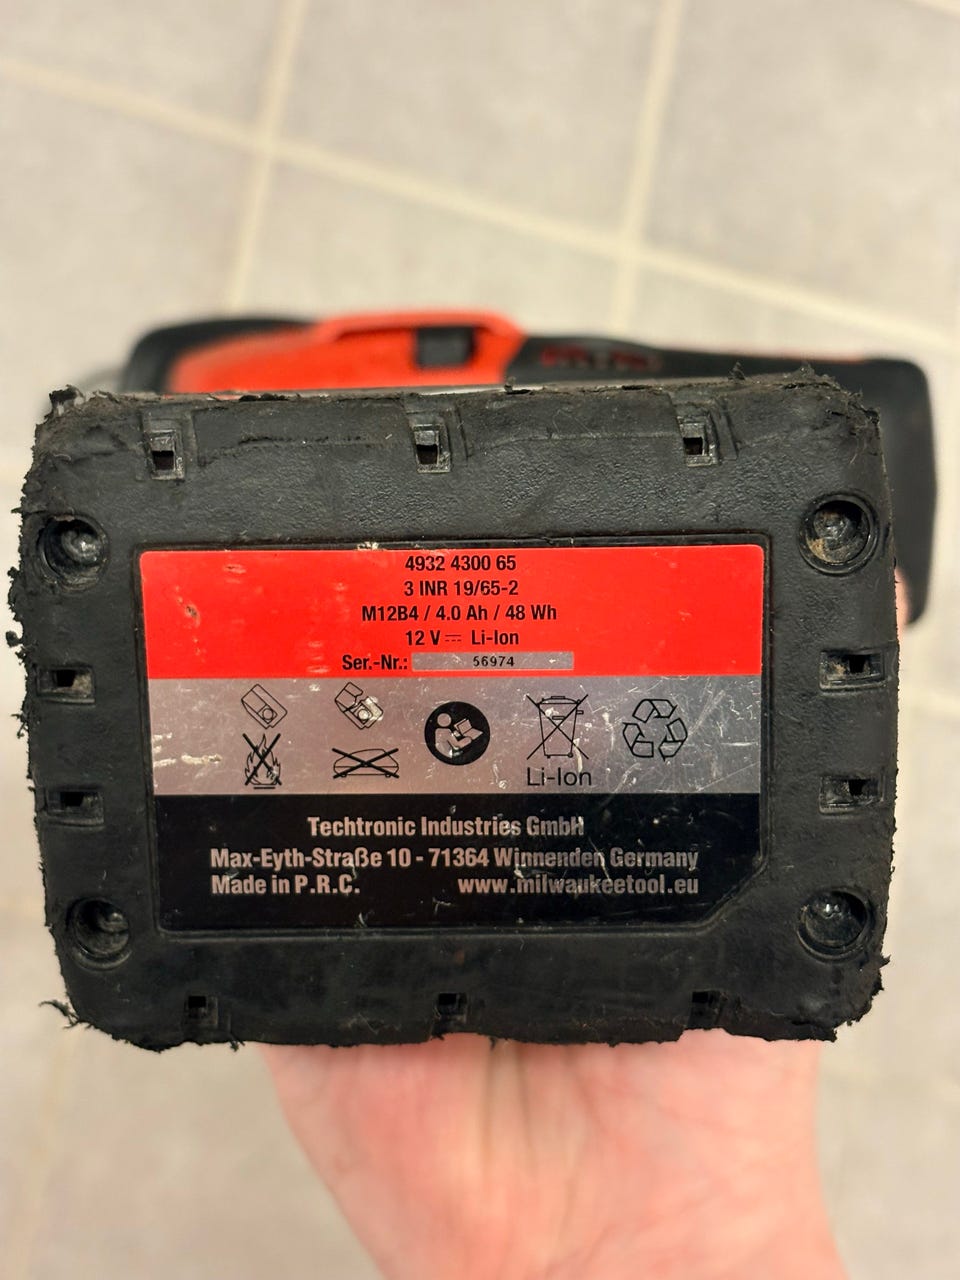 4932 4300 65
3 INR 19/65-2
M12B4 / 4.0 Ah / 48 Wh
12 V ⎓ Li-Ion
Ser.-Nr.: 56974
Li-Ion
Techtronic Industries GmbH
Max-Eyth-Straße 10 - 71364 Winnenden Germany
Made in P.R.C. www.milwaukeetool.eu